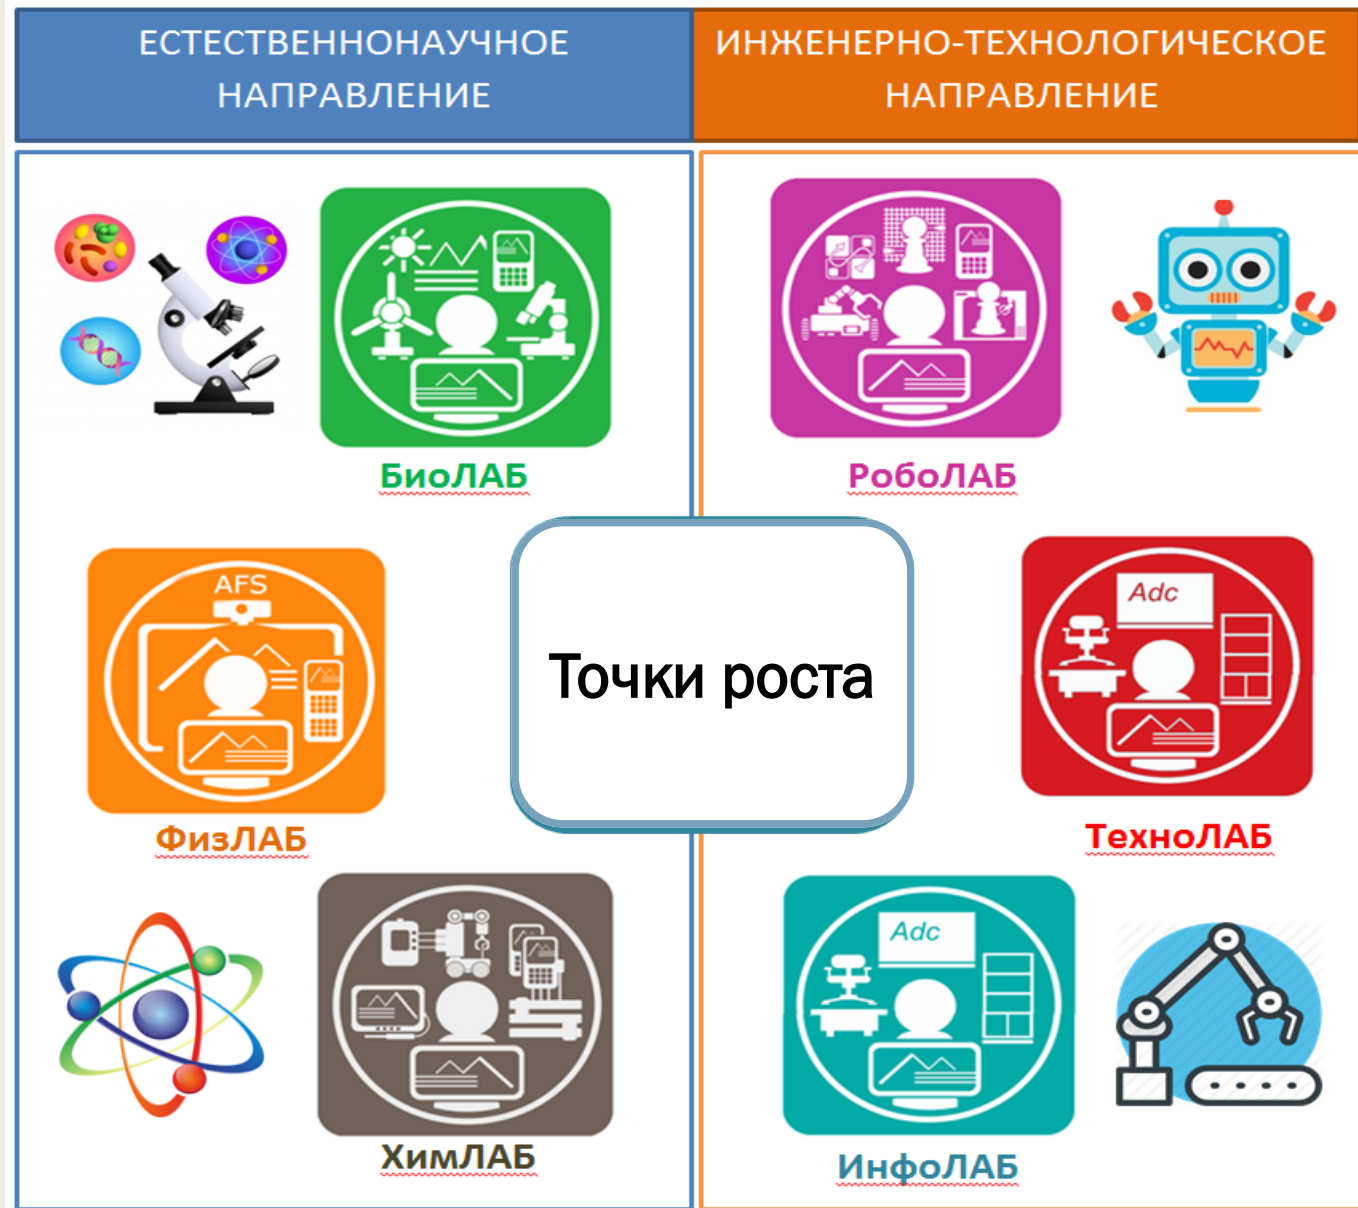 ЕСТЕСТВЕННОНАУЧНОЕ
НАПРАВЛЕНИЕ
ИНЖЕНЕРНО-ТЕХНОЛОГИЧЕСКОЕ
НАПРАВЛЕНИЕ
БиоЛАБ
РобоЛАБ
AFS
Adc
Точки роста
ФизЛАБ
ТехноЛАБ
Adc
ХимЛАБ
ИнфоЛАБ